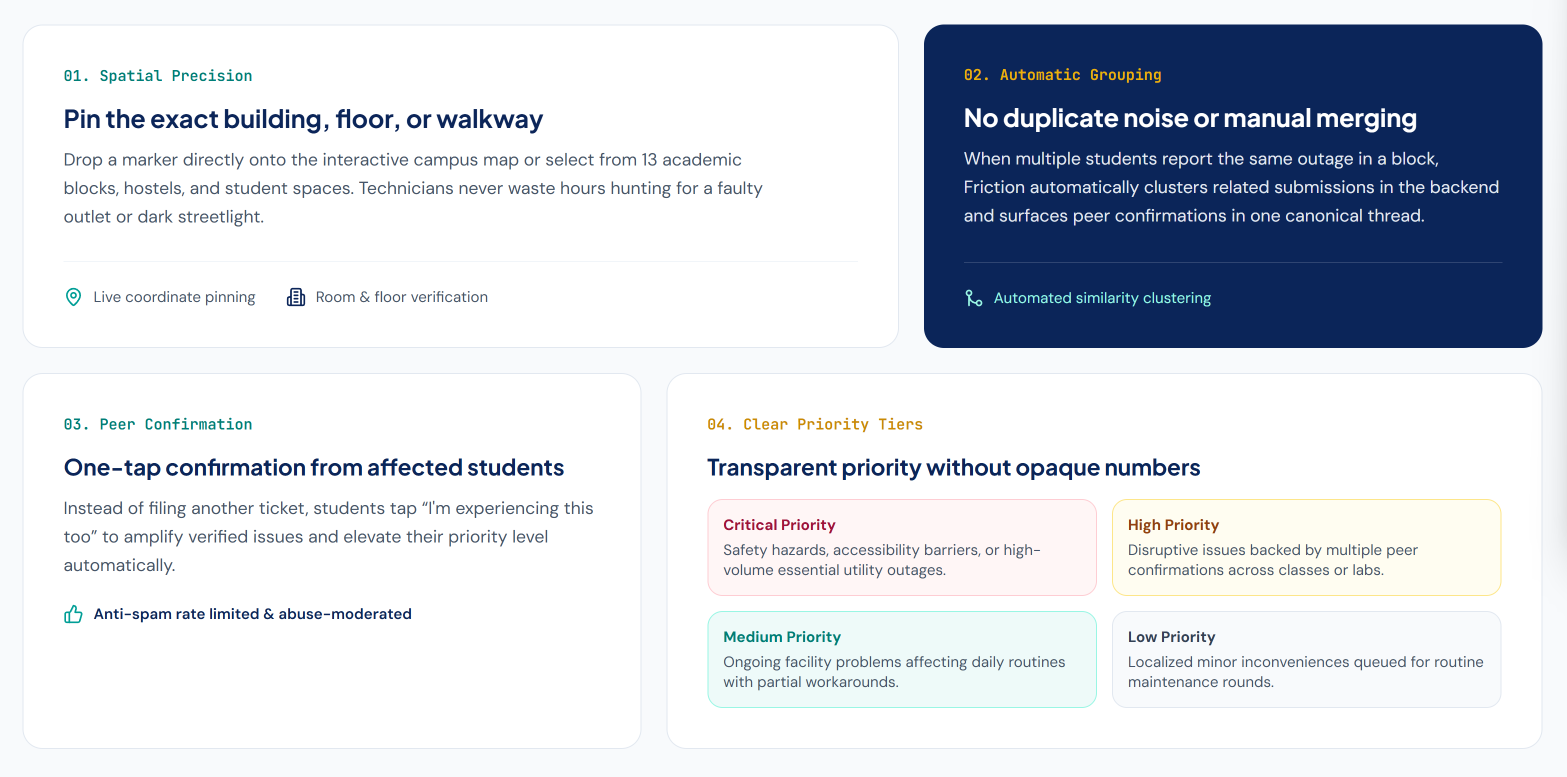 01. Spatial Precision
Pin the exact building, floor, or walkway
Drop a marker directly onto the interactive campus map or select from 13 academic
blocks, hostels, and student spaces. Technicians never waste hours hunting for a faulty
outlet or dark streetlight.
Live coordinate pinning
Room & floor verification
02. Automatic Grouping
No duplicate noise or manual merging
When multiple students report the same outage in a block,
Friction automatically clusters related submissions in the backend
and surfaces peer confirmations in one canonical thread.
Automated similarity clustering
03. Peer Confirmation
One-tap confirmation from affected students
Instead of filing another ticket, students tap “I'm experiencing this
too” to amplify verified issues and elevate their priority level
automatically.
Anti-spam rate limited & abuse-moderated
04. Clear Priority Tiers
Transparent priority without opaque numbers
Critical Priority
Safety hazards, accessibility barriers, or high-
volume essential utility outages.
High Priority
Disruptive issues backed by multiple peer
confirmations across classes or labs.
Medium Priority
Ongoing facility problems affecting daily routines
with partial workarounds.
Low Priority
Localized minor inconveniences queued for routine
maintenance rounds.